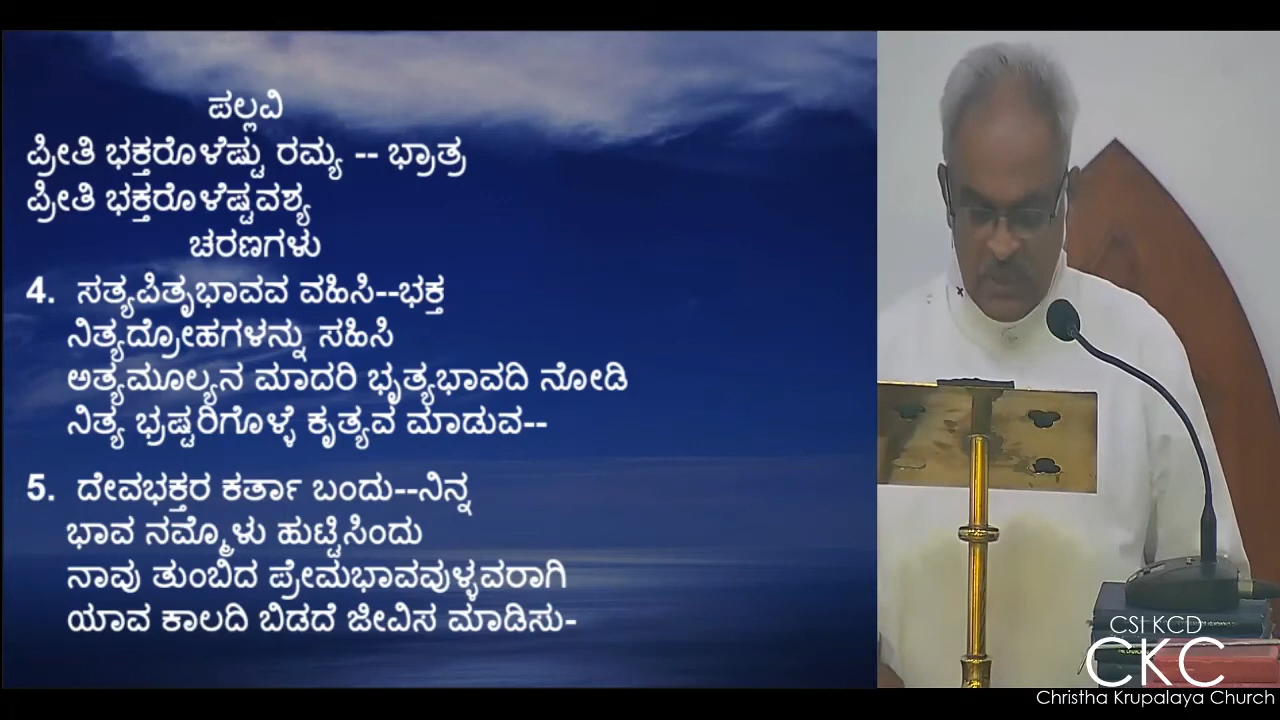 ಪಲ್ಲವಿ
ಪ್ರೀತಿ ಭಕ್ತರೊಳೆಷ್ಟು ರಮ್ಯ -- ಭ್ರಾತ್ರ
ಪ್ರೀತಿ ಭಕ್ತರೊಳೆಷ್ಟವಶ್ಯ
ಚರಣಗಳು
4. ಸತ್ಯಪಿತೃಭಾವವ ವಹಿಸಿ--ಭಕ್ತ
ನಿತ್ಯದ್ರೋಹಗಳನ್ನು ಸಹಿಸಿ
ಅತ್ಯಮೂಲ್ಯನ ಮಾದರಿ ಭೃತ್ಯಭಾವದಿ ನೋಡಿ
ನಿತ್ಯ ಭ್ರಷ್ಟರಿಗೊಳ್ಳೆ ಕೃತ್ಯವ ಮಾಡುವ--
5. ದೇವಭಕ್ತರ ಕರ್ತಾ ಬಂದು--ನಿನ್ನ
ಭಾವ ನಮ್ಮೊಳು ಹುಟ್ಟಿಸಿಂದು
ನಾವು ತುಂಬಿದ ಪ್ರೇಮಭಾವವುಳ್ಳವರಾಗಿ
ಯಾವ ಕಾಲದಿ ಬಿಡದೆ ಜೀವಿಸ ಮಾಡಿಸು-
CSI KCD
CKC
Christha Krupalaya Church